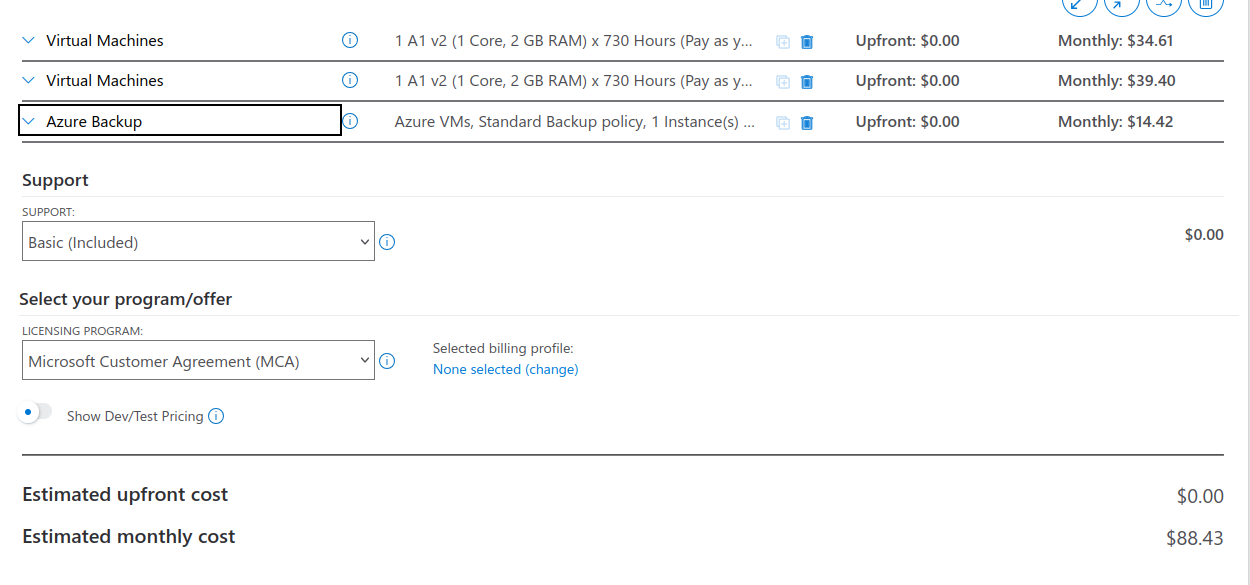 Virtual Machines 1 A1 v2 (1 Core, 2 GB RAM) x 730 Hours (Pay as y... Upfront: $0.00 Monthly: $34.61
Virtual Machines 1 A1 v2 (1 Core, 2 GB RAM) x 730 Hours (Pay as y... Upfront: $0.00 Monthly: $39.40
Azure Backup Azure VMs, Standard Backup policy, 1 Instance(s) ... Upfront: $0.00 Monthly: $14.42
Support
SUPPORT:
Basic (Included) $0.00
Select your program/offer
LICENSING PROGRAM:
Microsoft Customer Agreement (MCA)
Selected billing profile:
None selected (change)
Show Dev/Test Pricing
Estimated upfront cost $0.00
Estimated monthly cost $88.43